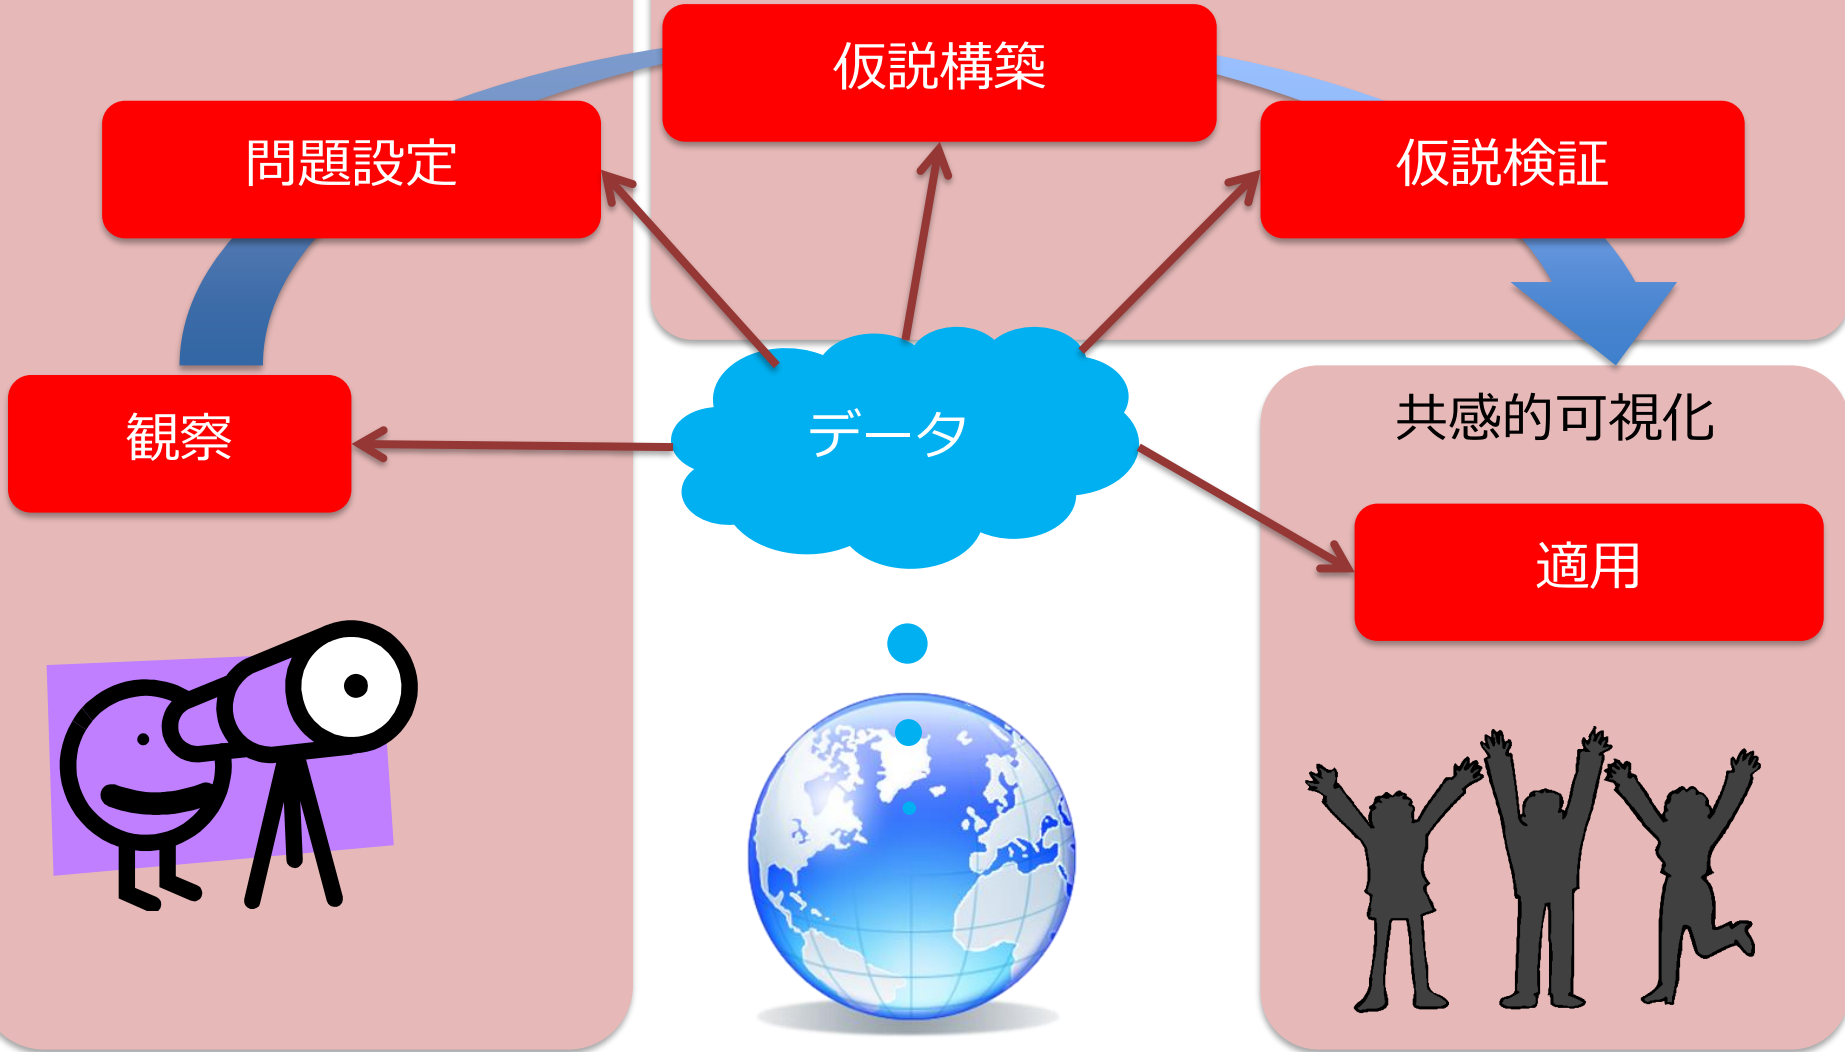 仮説構築
問題設定
仮説検証
観察
データ
共感的可視化
適用